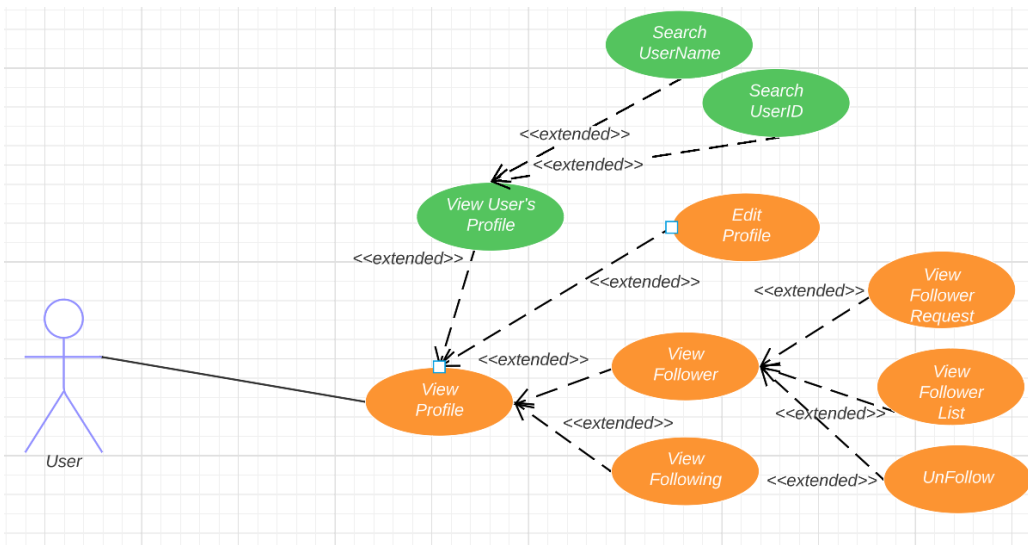 Search
UserName
Search
UserID
<<extended>>
<<extended>>
View User's
Profile
<<extended>>
Edit
Profile
<<extended>>
View
Follower
Request
<<extended>>
<<extended>>
View
Follower
View
Profile
View
Follower
List
<<extended>>
<<extended>>
View
Following
<<extended>>
UnFollow
User